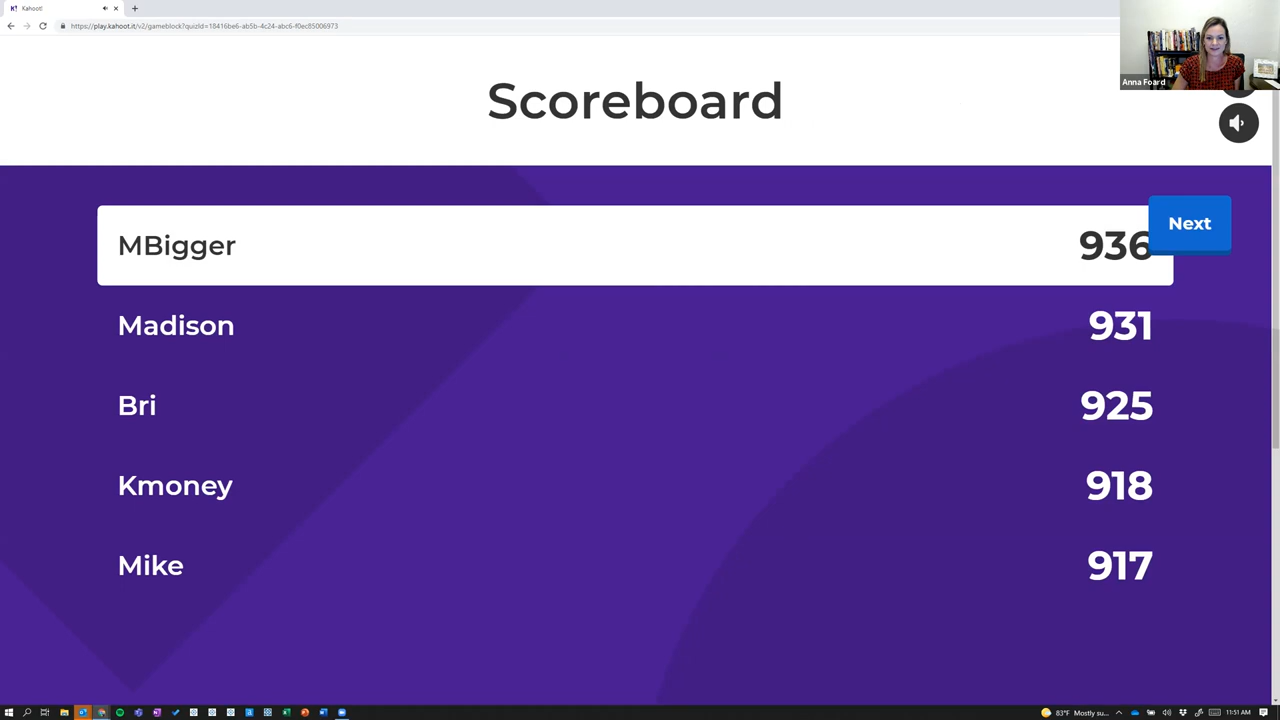 Kahoot!
https://play.kahoot.it/v2/gameblock?quizId=18416be6-ab5b-4c24-abc6-f0ec85006973
Anna Foard
Scoreboard
Next
MBigger 936
Madison 931
Bri 925
Kmoney 918
Mike 917
83°F Mostly su...
11:51 AM